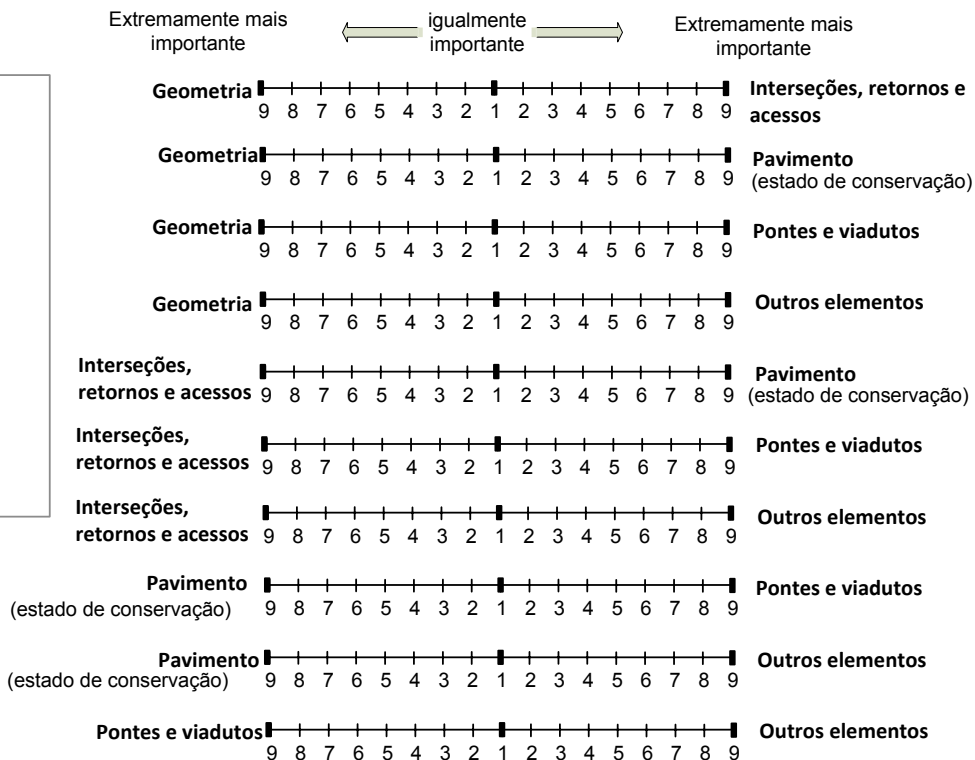 Extremamente mais importante igualmente importante Extremamente mais importante
Geometria Interseções, retornos e acessos
9 8 7 6 5 4 3 2 1 2 3 4 5 6 7 8 9
Geometria Pavimento
(estado de conservação)
9 8 7 6 5 4 3 2 1 2 3 4 5 6 7 8 9
Geometria Pontes e viadutos
9 8 7 6 5 4 3 2 1 2 3 4 5 6 7 8 9
Geometria Outros elementos
9 8 7 6 5 4 3 2 1 2 3 4 5 6 7 8 9
Interseções,
retornos e acessos Pavimento
(estado de conservação)
9 8 7 6 5 4 3 2 1 2 3 4 5 6 7 8 9
Interseções,
retornos e acessos Pontes e viadutos
9 8 7 6 5 4 3 2 1 2 3 4 5 6 7 8 9
Interseções,
retornos e acessos Outros elementos
9 8 7 6 5 4 3 2 1 2 3 4 5 6 7 8 9
Pavimento
(estado de conservação) Pontes e viadutos
9 8 7 6 5 4 3 2 1 2 3 4 5 6 7 8 9
Pavimento
(estado de conservação) Outros elementos
9 8 7 6 5 4 3 2 1 2 3 4 5 6 7 8 9
Pontes e viadutos Outros elementos
9 8 7 6 5 4 3 2 1 2 3 4 5 6 7 8 9